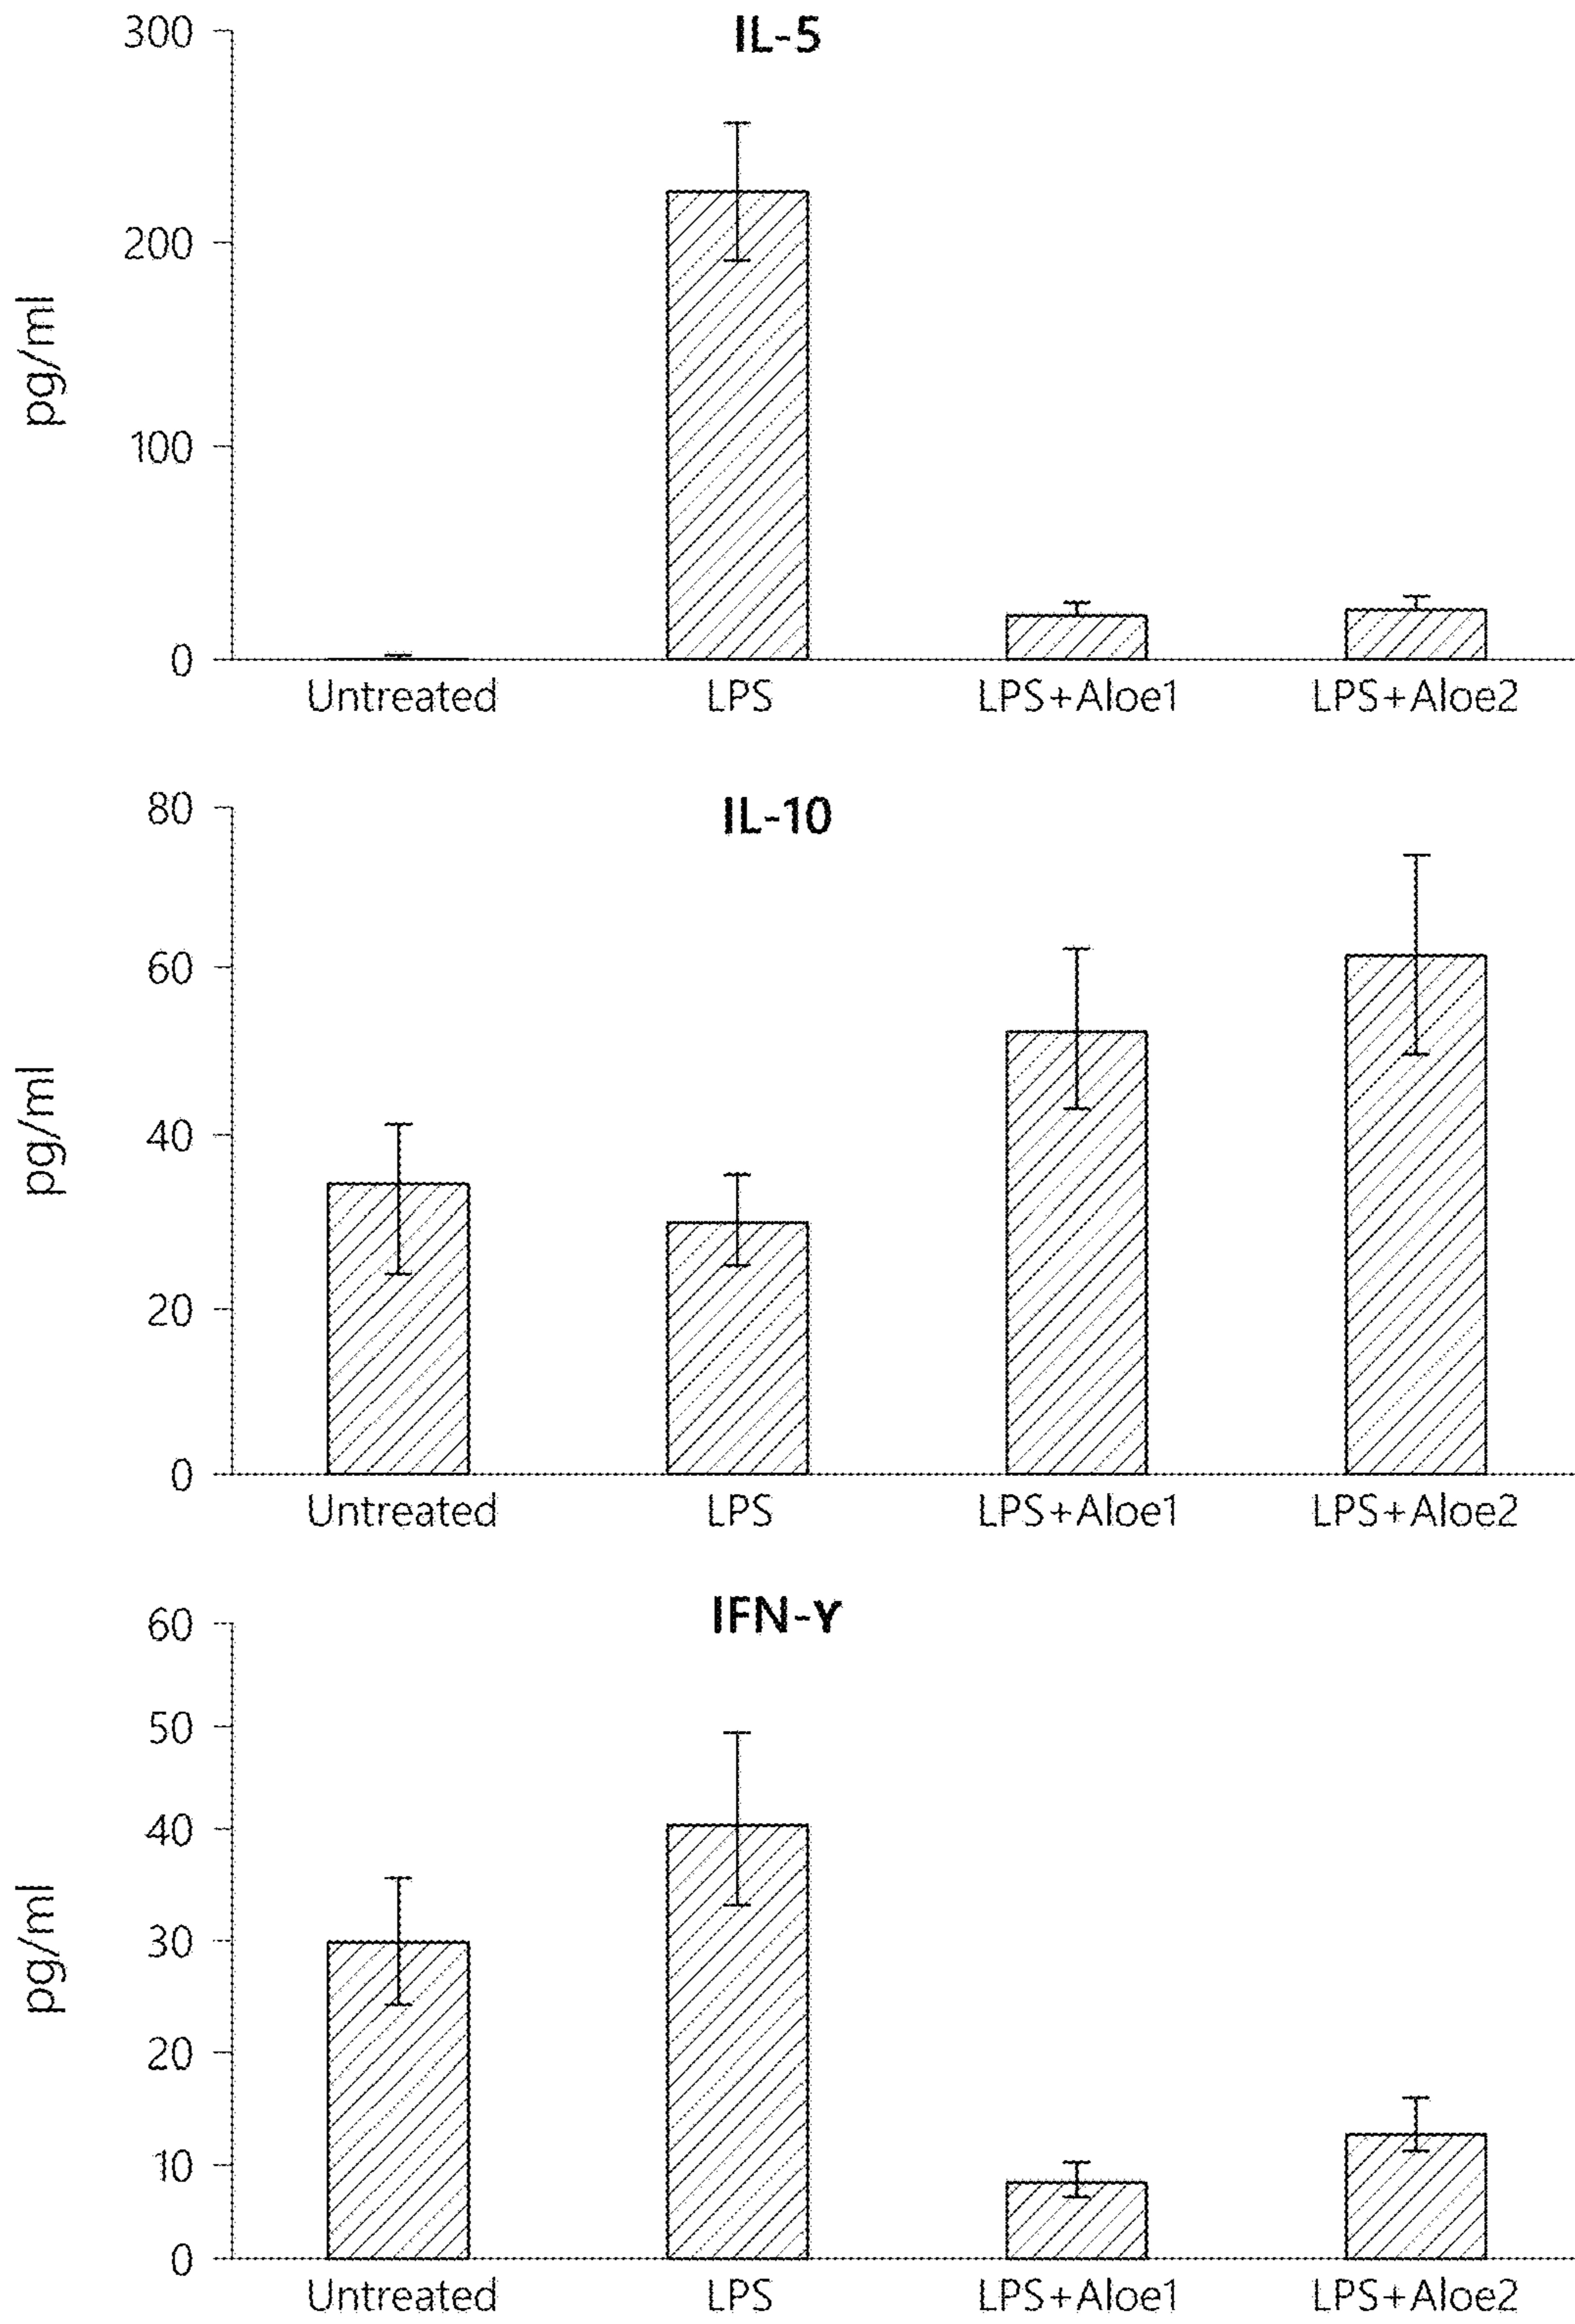 IL-5
300
200
100
0
pg/ml
Untreated LPS LPS+Aloe1 LPS+Aloe2
IL-10
80
60
40
20
0
pg/ml
Untreated LPS LPS+Aloe1 LPS+Aloe2
IFN-γ
60
50
40
30
20
10
0
pg/ml
Untreated LPS LPS+Aloe1 LPS+Aloe2